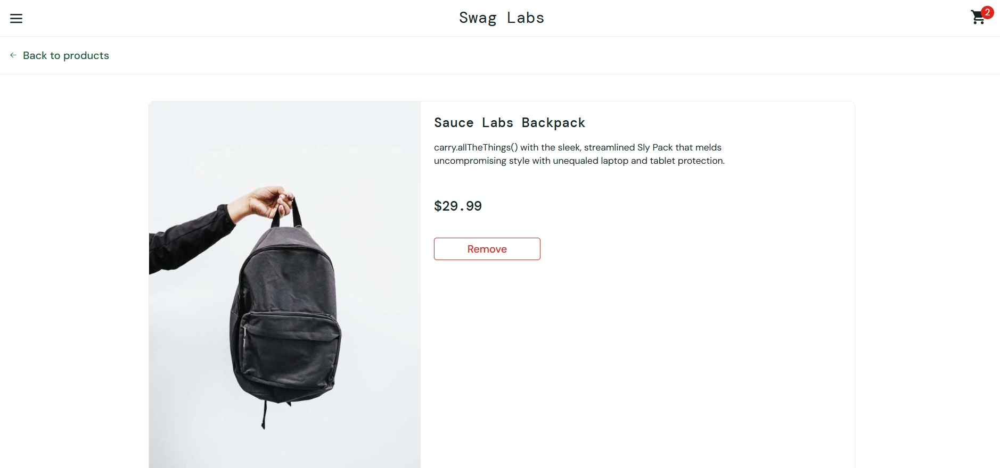 Swag Labs
2
Back to products
Sauce Labs Backpack
carry.allTheThings() with the sleek, streamlined Sly Pack that melds
uncompromising style with unequaled laptop and tablet protection.
$29.99
Remove